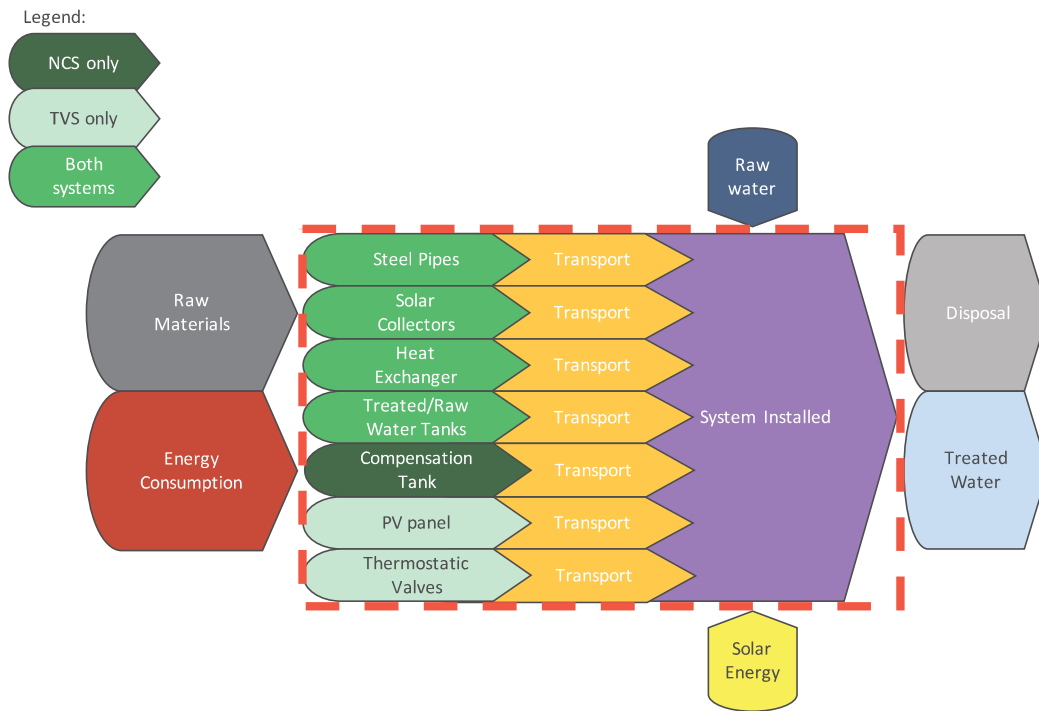 Legend:
NCS only
TVS only
Both
systems
Raw
water
Raw
Materials
Energy
Consumption
Steel Pipes
Transport
Solar
Collectors
Transport
Heat
Exchanger
Transport
Treated/Raw
Water Tanks
Transport
Compensation
Tank
Transport
PV panel
Transport
Thermostatic
Valves
Transport
System Installed
Disposal
Treated
Water
Solar
Energy